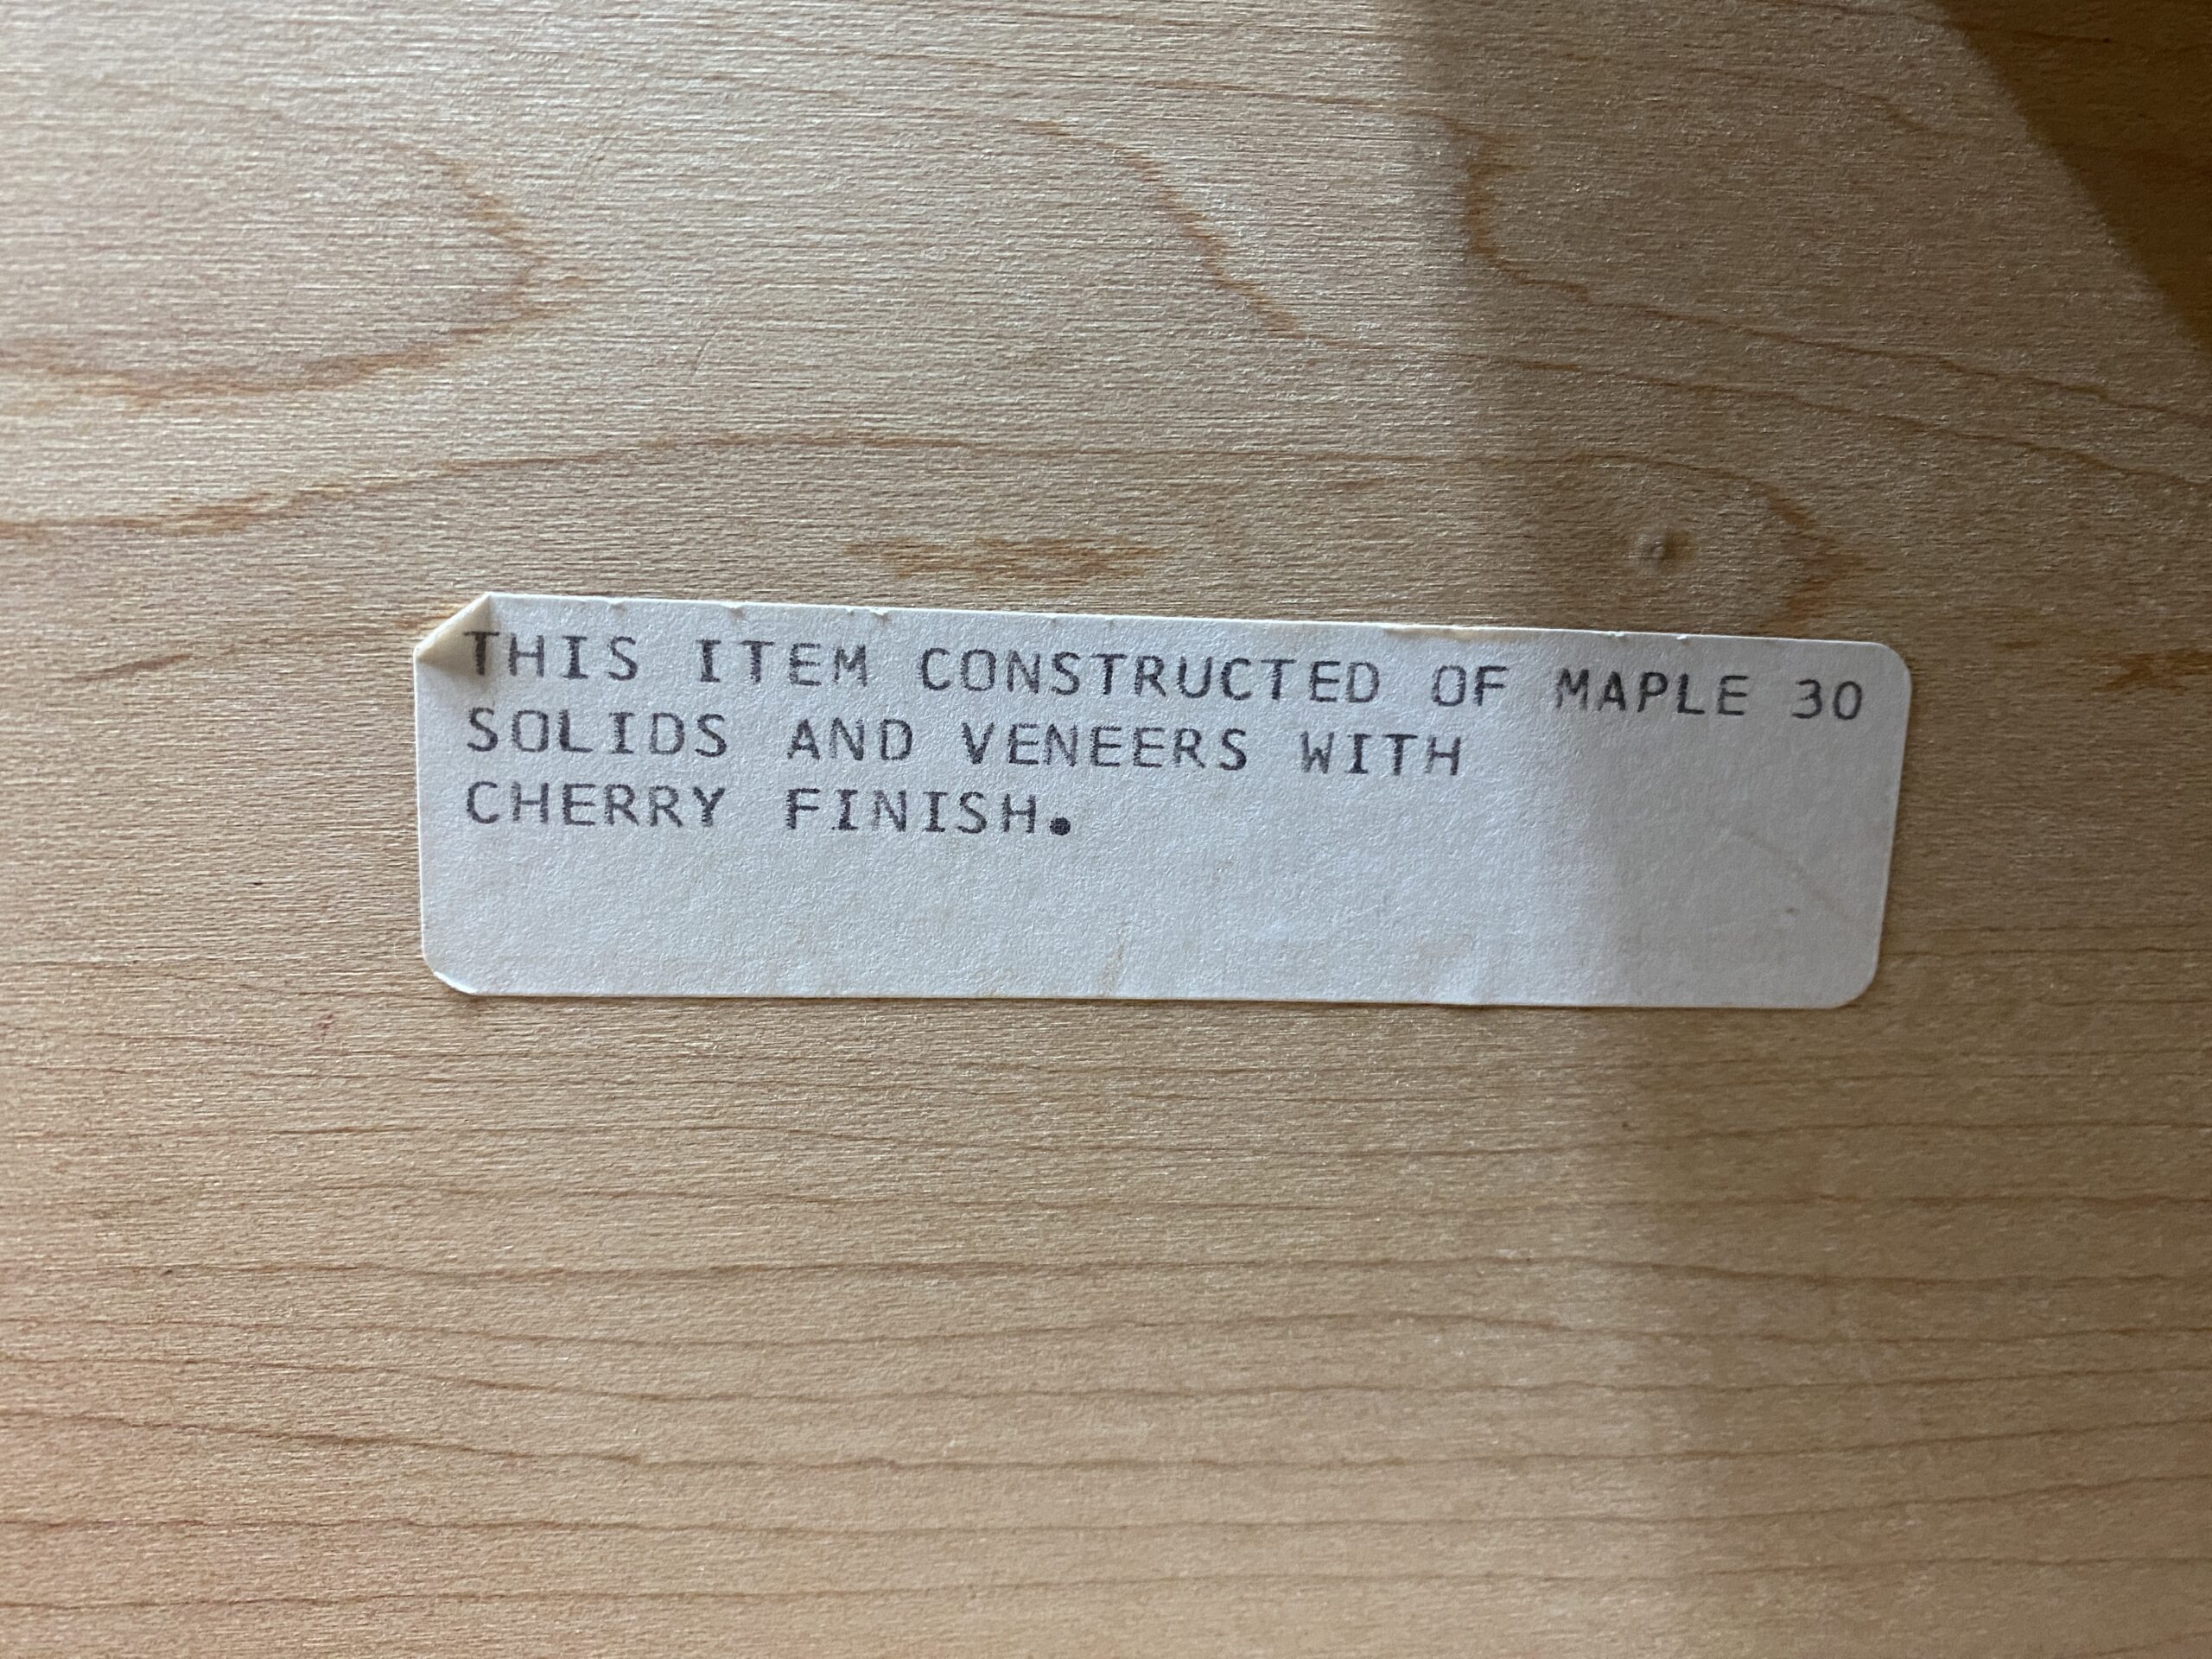 THIS ITEM CONSTRUCTED OF MAPLE 30
SOLIDS AND VENEERS WITH
CHERRY FINISH.